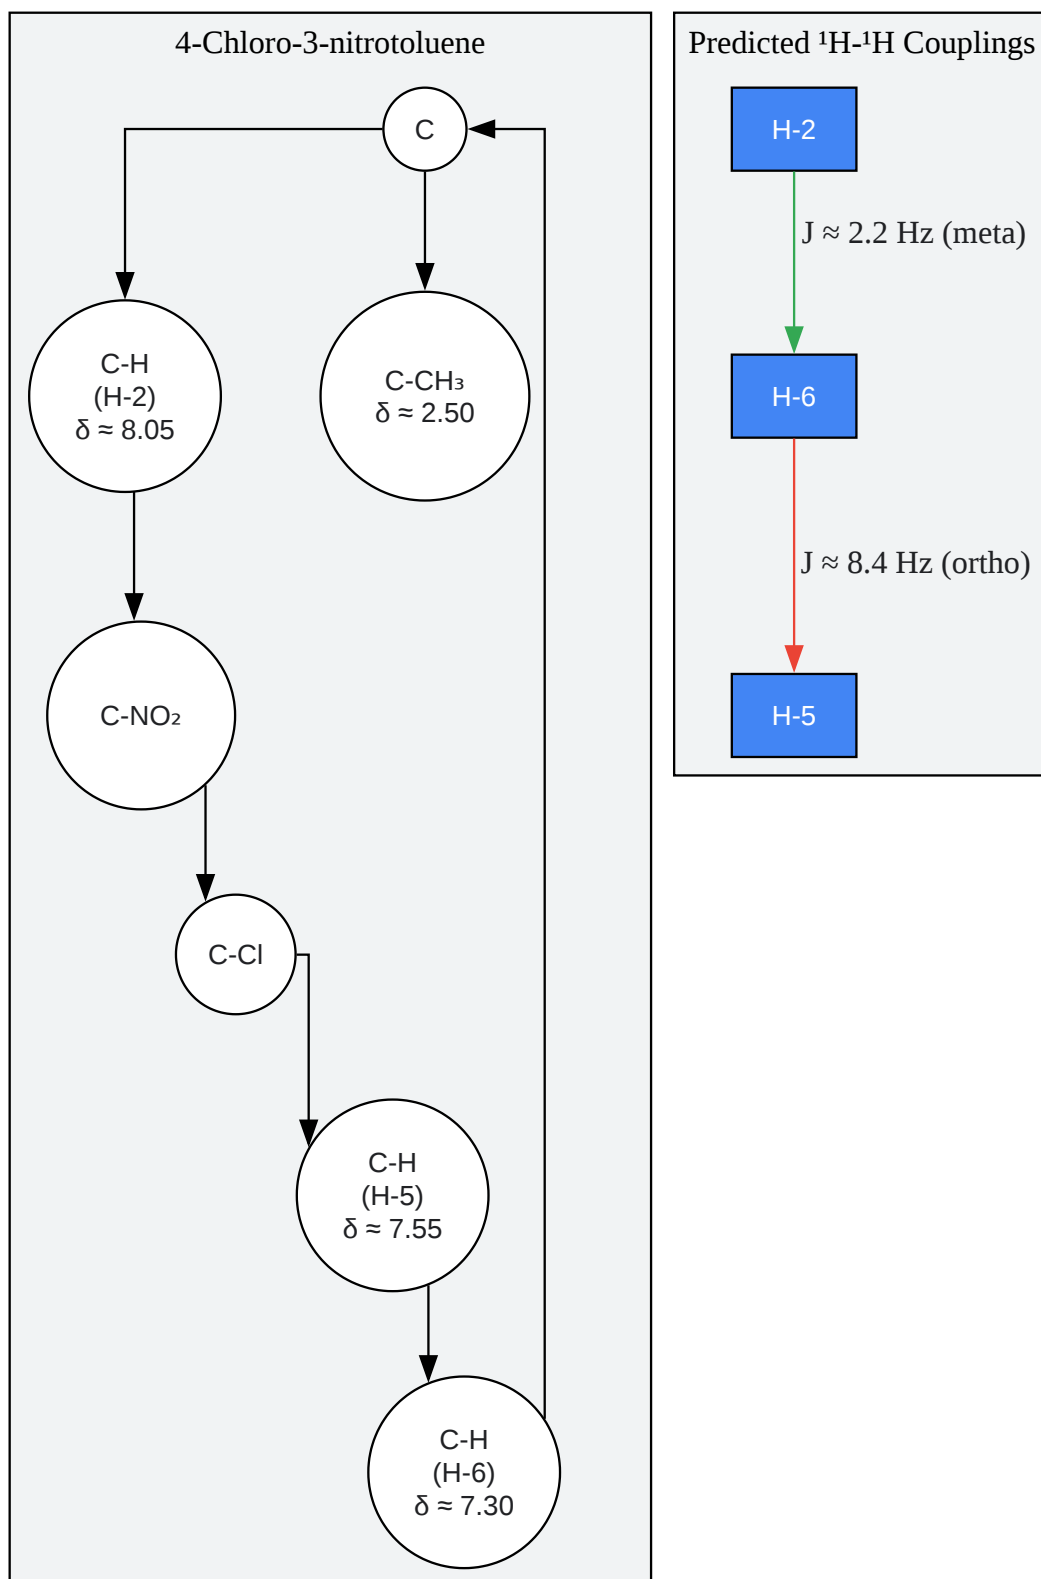 4-Chloro-3-nitrotoluene
C
C-H
(H-2)
δ ≈ 8.05
C-CH₃
δ ≈ 2.50
C-NO₂
C-Cl
C-H
(H-5)
δ ≈ 7.55
C-H
(H-6)
δ ≈ 7.30
Predicted ¹H-¹H Couplings
H-2
J ≈ 2.2 Hz (meta)
H-6
J ≈ 8.4 Hz (ortho)
H-5